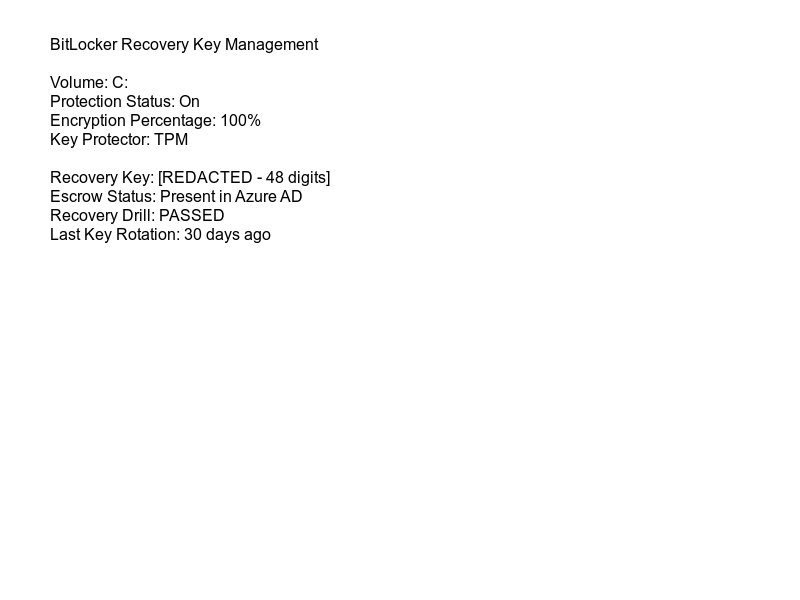 BitLocker Recovery Key Management
Volume: C:
Protection Status: On
Encryption Percentage: 100%
Key Protector: TPM
Recovery Key: [REDACTED - 48 digits]
Escrow Status: Present in Azure AD
Recovery Drill: PASSED
Last Key Rotation: 30 days ago